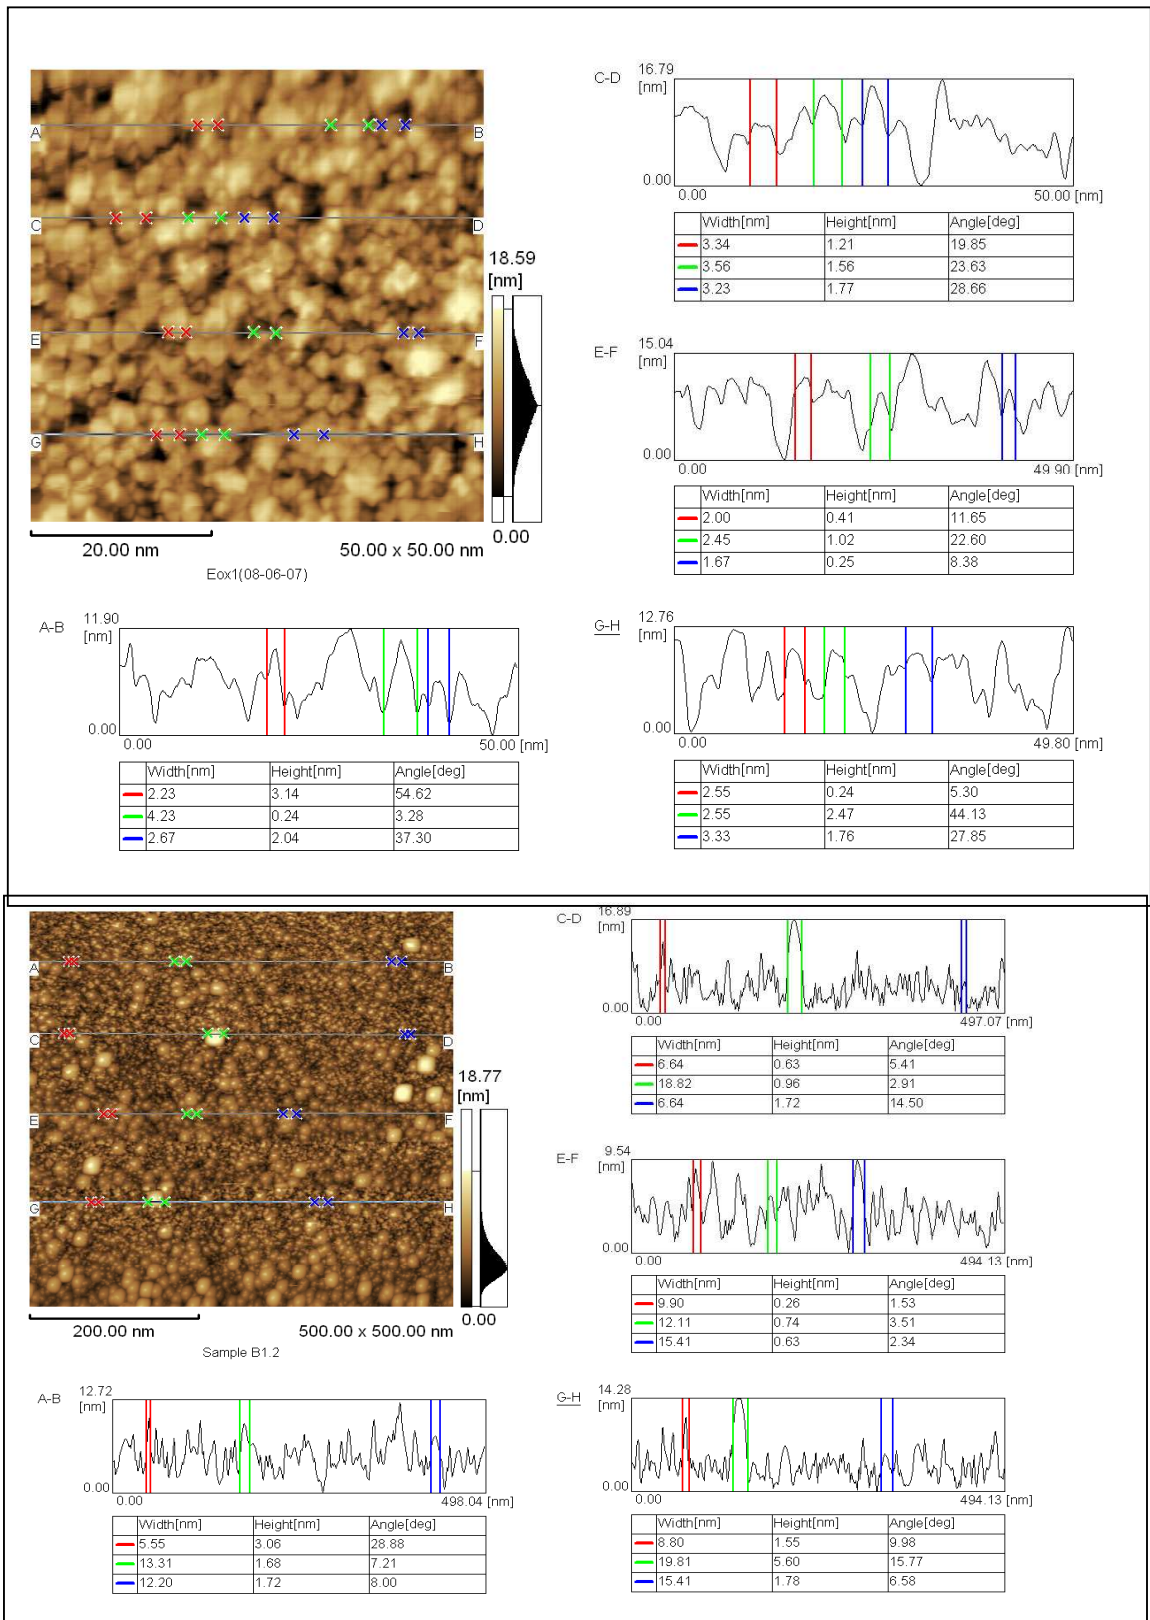 A B
C D
E F
G H
18.59
[nm]
0.00
20.00 nm 50.00 x 50.00 nm
Eox1(08-06-07)
C-D 16.79
[nm]
0.00
0.00 50.00 [nm]
Width[nm] Height[nm] Angle[deg]
3.34 1.21 19.85
3.56 1.56 23.63
3.23 1.77 28.66
E-F 15.04
[nm]
0.00
0.00 49.90 [nm]
Width[nm] Height[nm] Angle[deg]
2.00 0.41 11.65
2.45 1.02 22.60
1.67 0.25 8.38
A-B 11.90
[nm]
0.00
0.00 50.00 [nm]
Width[nm] Height[nm] Angle[deg]
2.23 3.14 54.62
4.23 0.24 3.28
2.67 2.04 37.30
G-H 12.76
[nm]
0.00
0.00 49.80 [nm]
Width[nm] Height[nm] Angle[deg]
2.55 0.24 5.30
2.55 2.47 44.13
3.33 1.76 27.85
A B
C D
E F
G H
18.77
[nm]
0.00
200.00 nm 500.00 x 500.00 nm
Sample B1.2
C-D 16.89
[nm]
0.00
0.00 497.07 [nm]
Width[nm] Height[nm] Angle[deg]
6.64 0.63 5.41
18.82 0.96 2.91
6.64 1.72 14.50
E-F 9.54
[nm]
0.00
0.00 494.13 [nm]
Width[nm] Height[nm] Angle[deg]
9.90 0.26 1.53
12.11 0.74 3.51
15.41 0.63 2.34
A-B 12.72
[nm]
0.00
0.00 498.04 [nm]
Width[nm] Height[nm] Angle[deg]
5.55 3.06 28.88
13.31 1.68 7.21
12.20 1.72 8.00
G-H 14.28
[nm]
0.00
0.00 494.13 [nm]
Width[nm] Height[nm] Angle[deg]
8.80 1.55 9.98
19.81 5.60 15.77
15.41 1.78 6.58